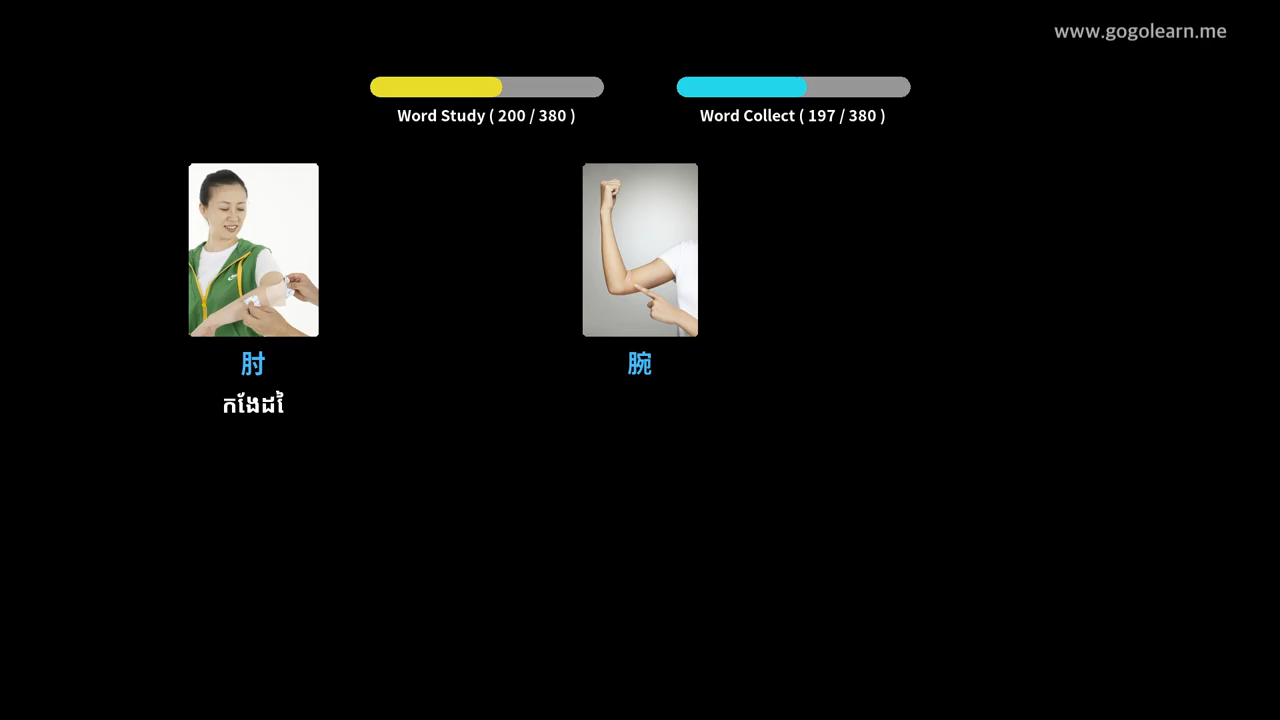 www.gogolearn.me
Word Study ( 200 / 380 )
Word Collect ( 197 / 380 )
肘
腕
កែងដៃ